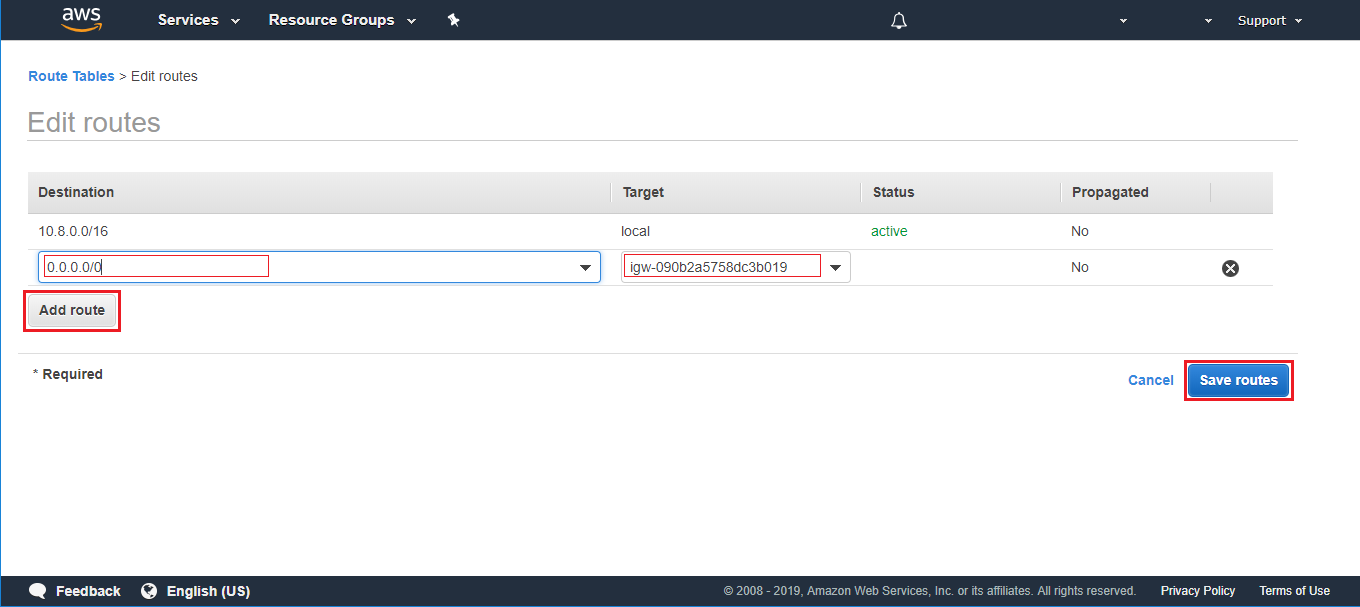 aws Services Resource Groups Support
Route Tables > Edit routes
Edit routes
Destination Target Status Propagated
10.8.0.0/16 local active No
0.0.0.0/0 igw-090b2a5758dc3b019 No
Add route
* Required
Cancel Save routes
Feedback English (US) © 2008 - 2019, Amazon Web Services, Inc. or its affiliates. All rights reserved. Privacy Policy Terms of Use